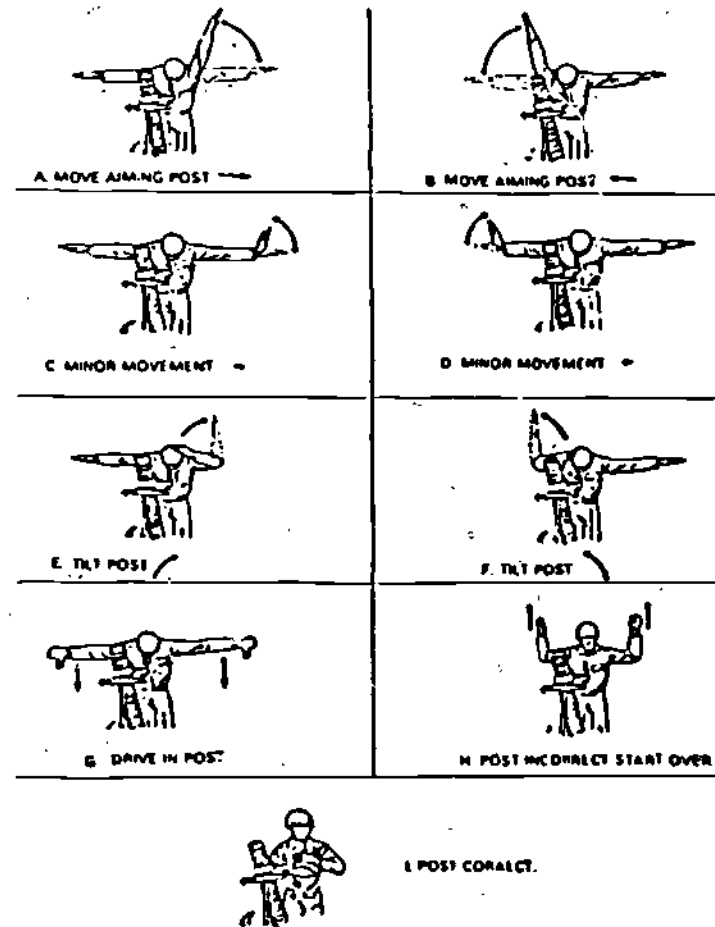 A. MOVE AIMING POST
B. MOVE AIMING POST
C. MINOR MOVEMENT
D. MINOR MOVEMENT
E. TILT POST
F. TILT POST
G. DRIVE IN POST
H. POST INCORRECT START OVER
I. POST CORRECT.